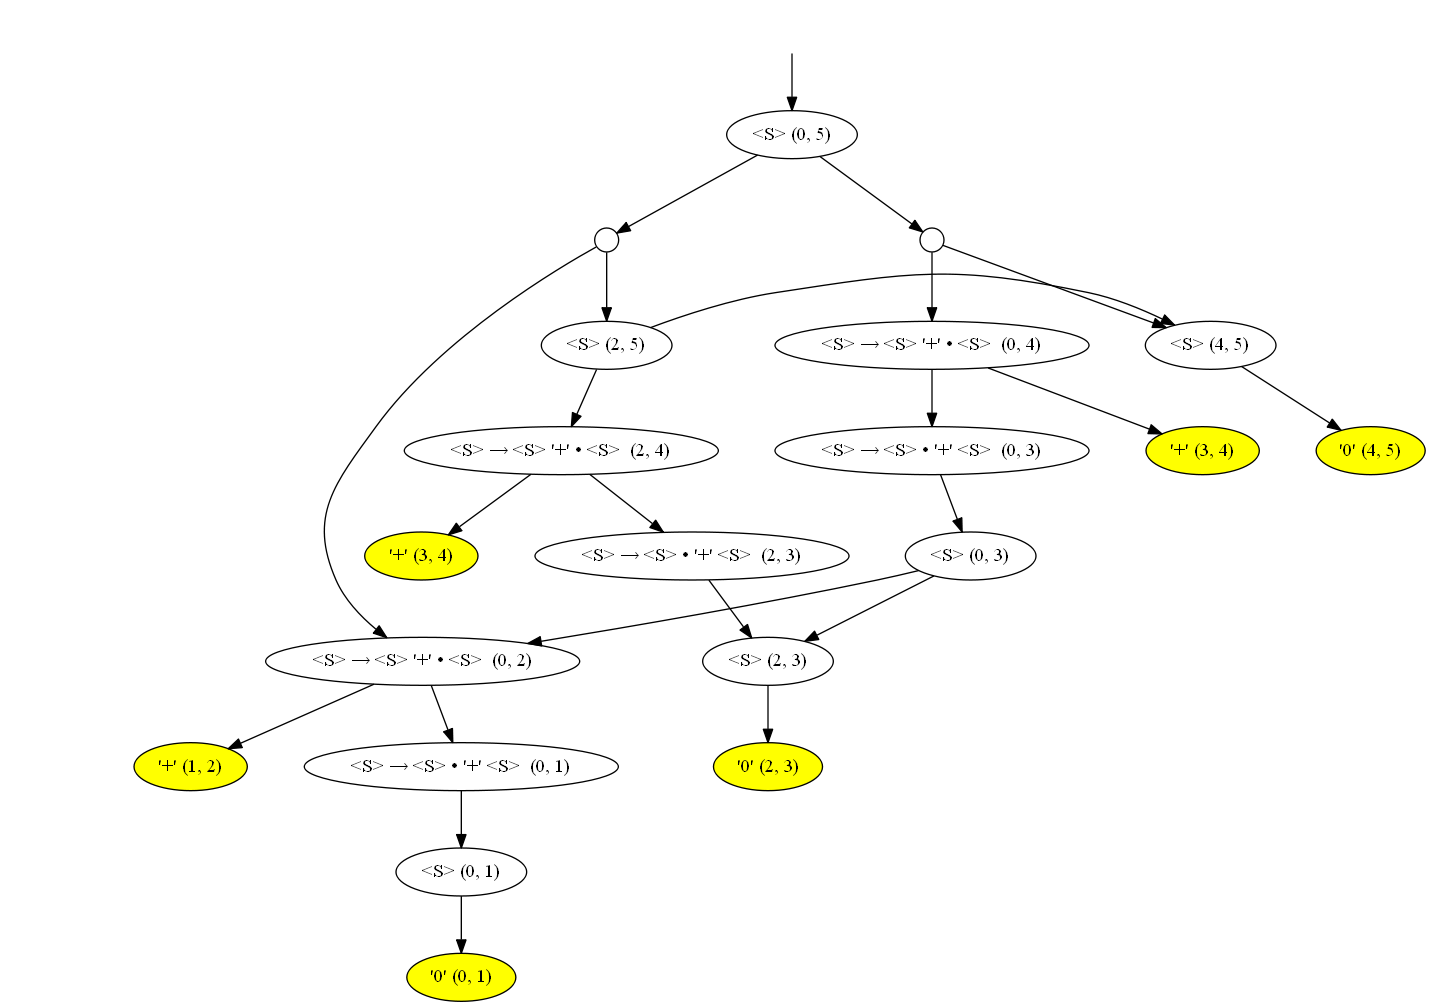 <S> (0, 5)
<S> (2, 5)
<S> → <S> '+' • <S> (0, 4)
<S> (4, 5)
<S> → <S> '+' • <S> (2, 4)
<S> → <S> • '+' <S> (0, 3)
'+' (3, 4)
'0' (4, 5)
'+' (3, 4)
<S> → <S> • '+' <S> (2, 3)
<S> (0, 3)
<S> → <S> '+' • <S> (0, 2)
<S> (2, 3)
'+' (1, 2)
<S> → <S> • '+' <S> (0, 1)
'0' (2, 3)
<S> (0, 1)
'0' (0, 1)